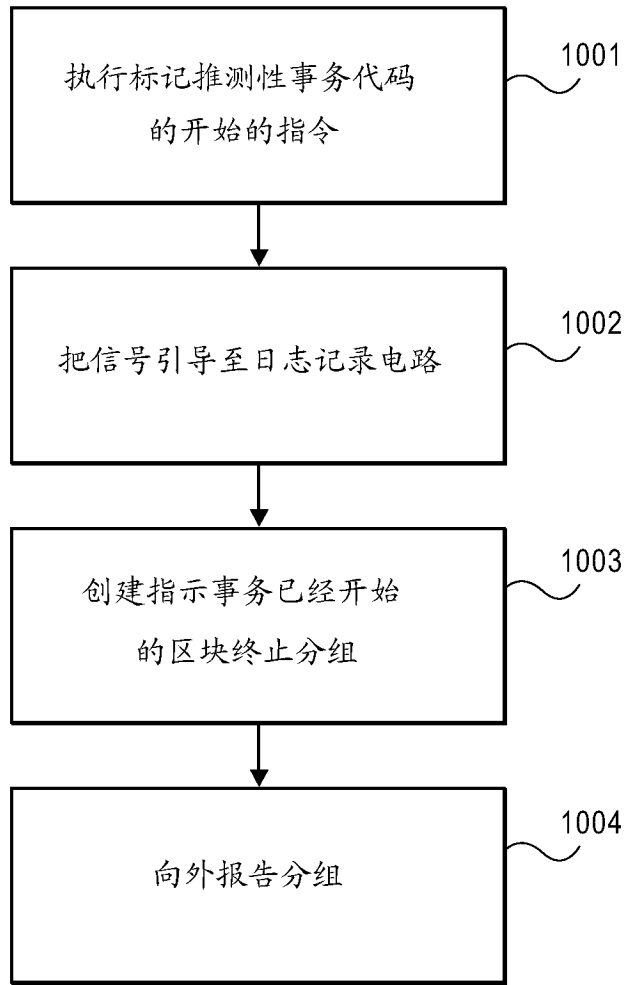 执行标记推测性事务代码
的开始的指令
1001
把信号引导至日志记录电路
1002
创建指示事务已经开始
的区块终止分组
1003
向外报告分组
1004